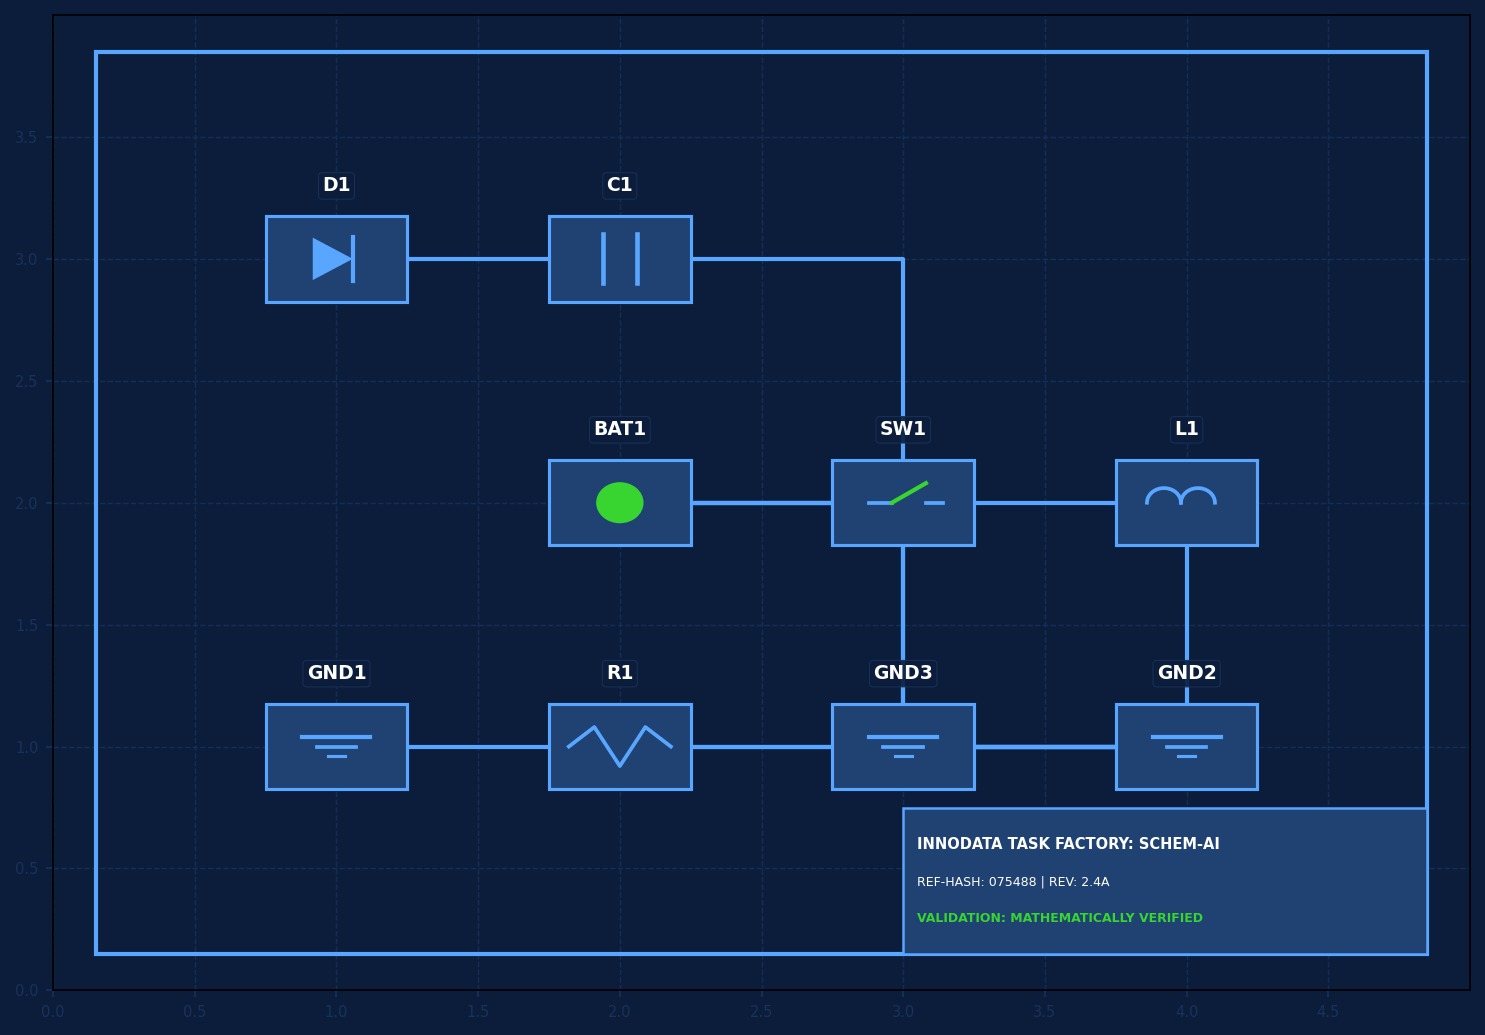 3.5
D1 C1
3.0
2.5
BAT1 SW1 L1
2.0
1.5
GND1 R1 GND3 GND2
1.0
INNODATA TASK FACTORY: SCHEM-AI
REF-HASH: 075488 | REV: 2.4A
VALIDATION: MATHEMATICALLY VERIFIED
0.5
0.0
0.0 0.5 1.0 1.5 2.0 2.5 3.0 3.5 4.0 4.5